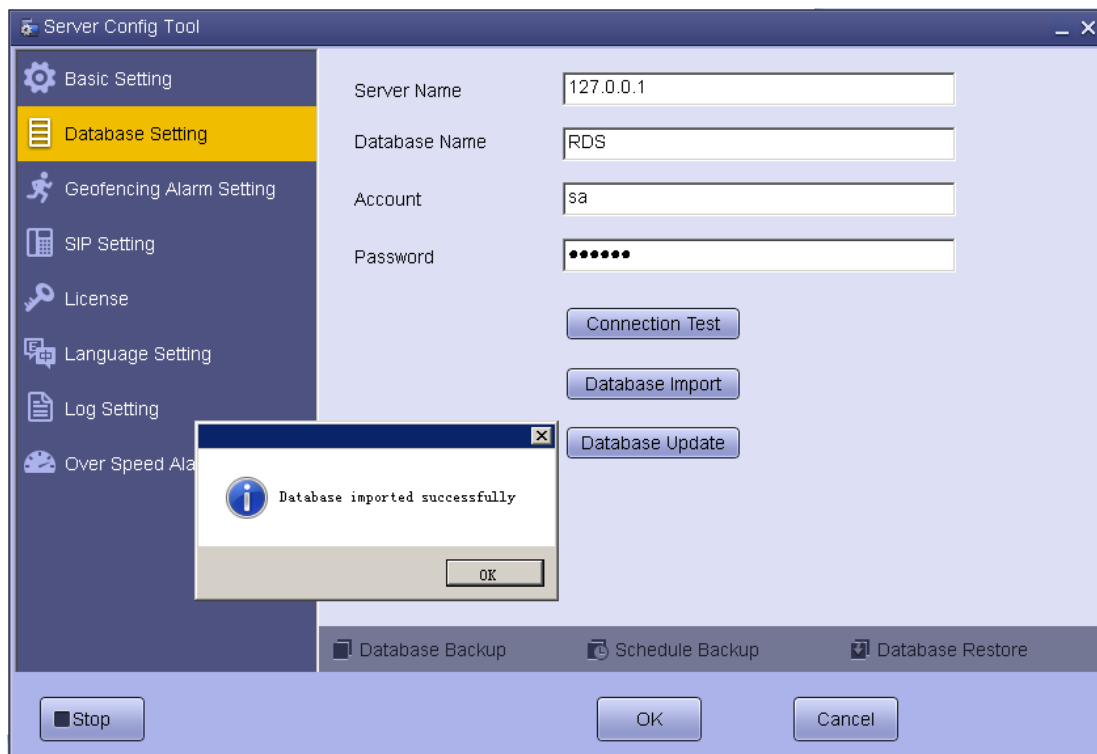 Server Config Tool
Basic Setting
Database Setting
Geofencing Alarm Setting
SIP Setting
License
Language Setting
Log Setting
Over Speed Ala
Server Name
127.0.0.1
Database Name
RDS
Account
sa
Password
••••••
Connection Test
Database Import
Database Update
Database imported successfully
OK
Database Backup
Schedule Backup
Database Restore
Stop
OK
Cancel